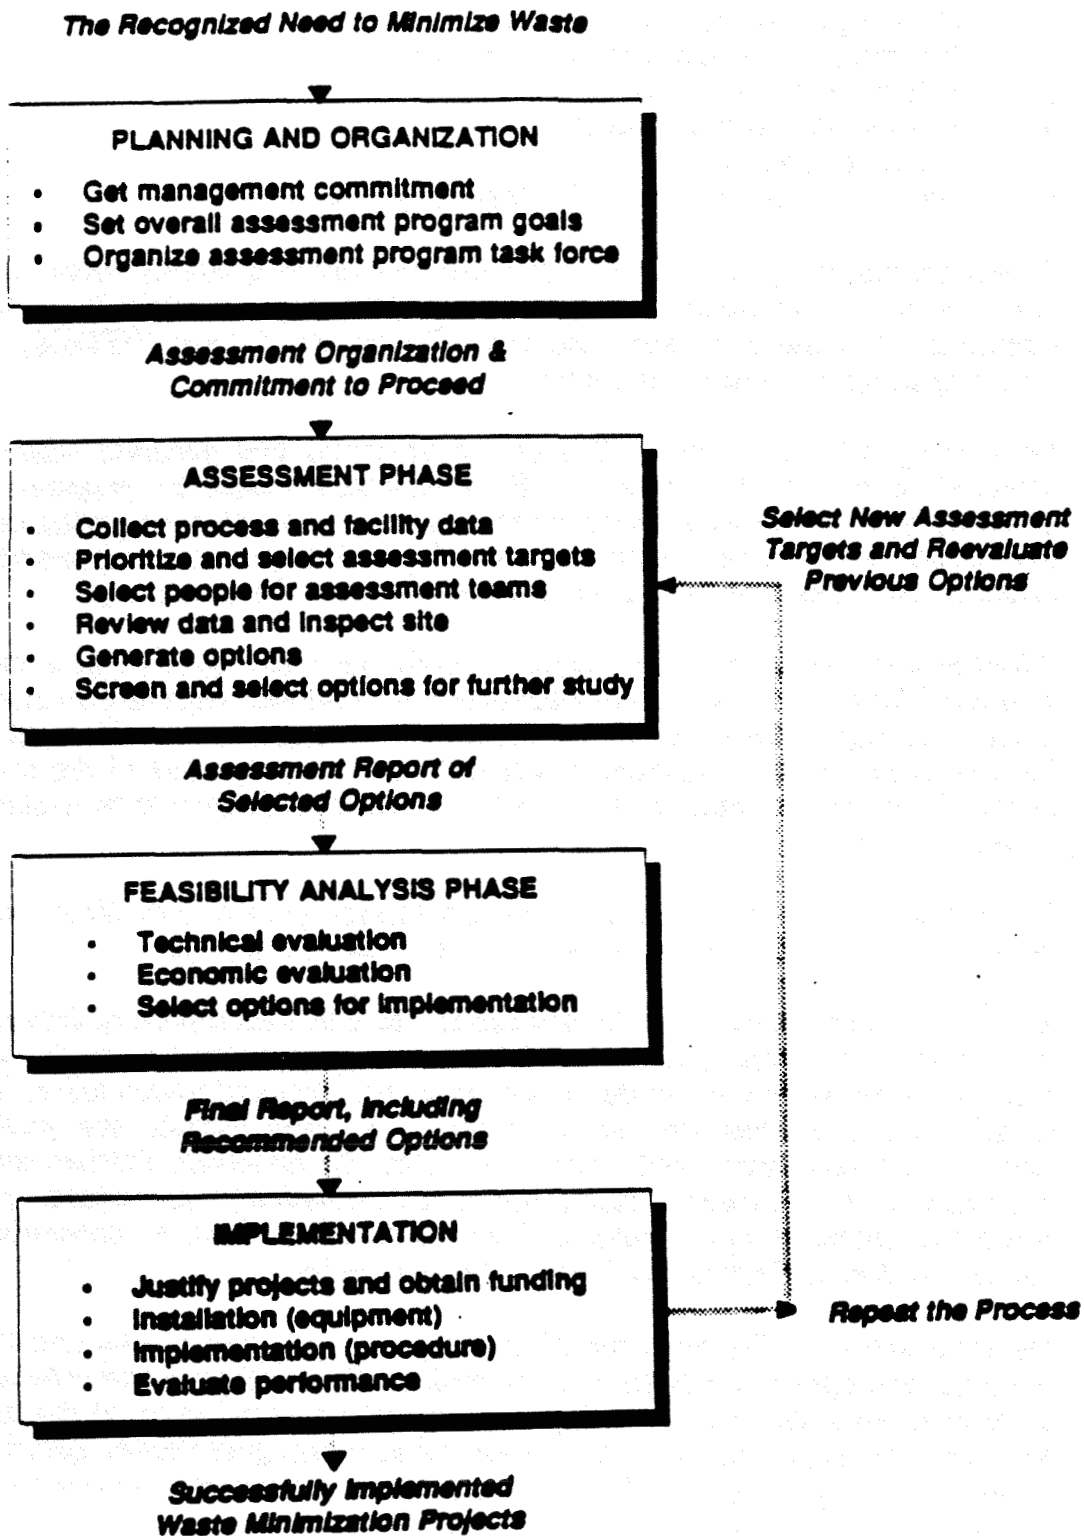 The Recognized Need to Minimize Waste
PLANNING AND ORGANIZATION
• Get management commitment
• Set overall assessment program goals
• Organize assessment program task force
Assessment Organization &
Commitment to Proceed
ASSESSMENT PHASE
• Collect process and facility data
• Prioritize and select assessment targets
• Select people for assessment teams
• Review data and inspect site
• Generate options
• Screen and select options for further study
Select New Assessment
Targets and Reevaluate
Previous Options
Assessment Report of
Selected Options
FEASIBILITY ANALYSIS PHASE
• Technical evaluation
• Economic evaluation
• Select options for implementation
Final Report, Including
Recommended Options
IMPLEMENTATION
• Justify projects and obtain funding
• Installation (equipment)
• Implementation (procedure)
• Evaluate performance
Repeat the Process
Successfully Implemented
Waste Minimization Projects